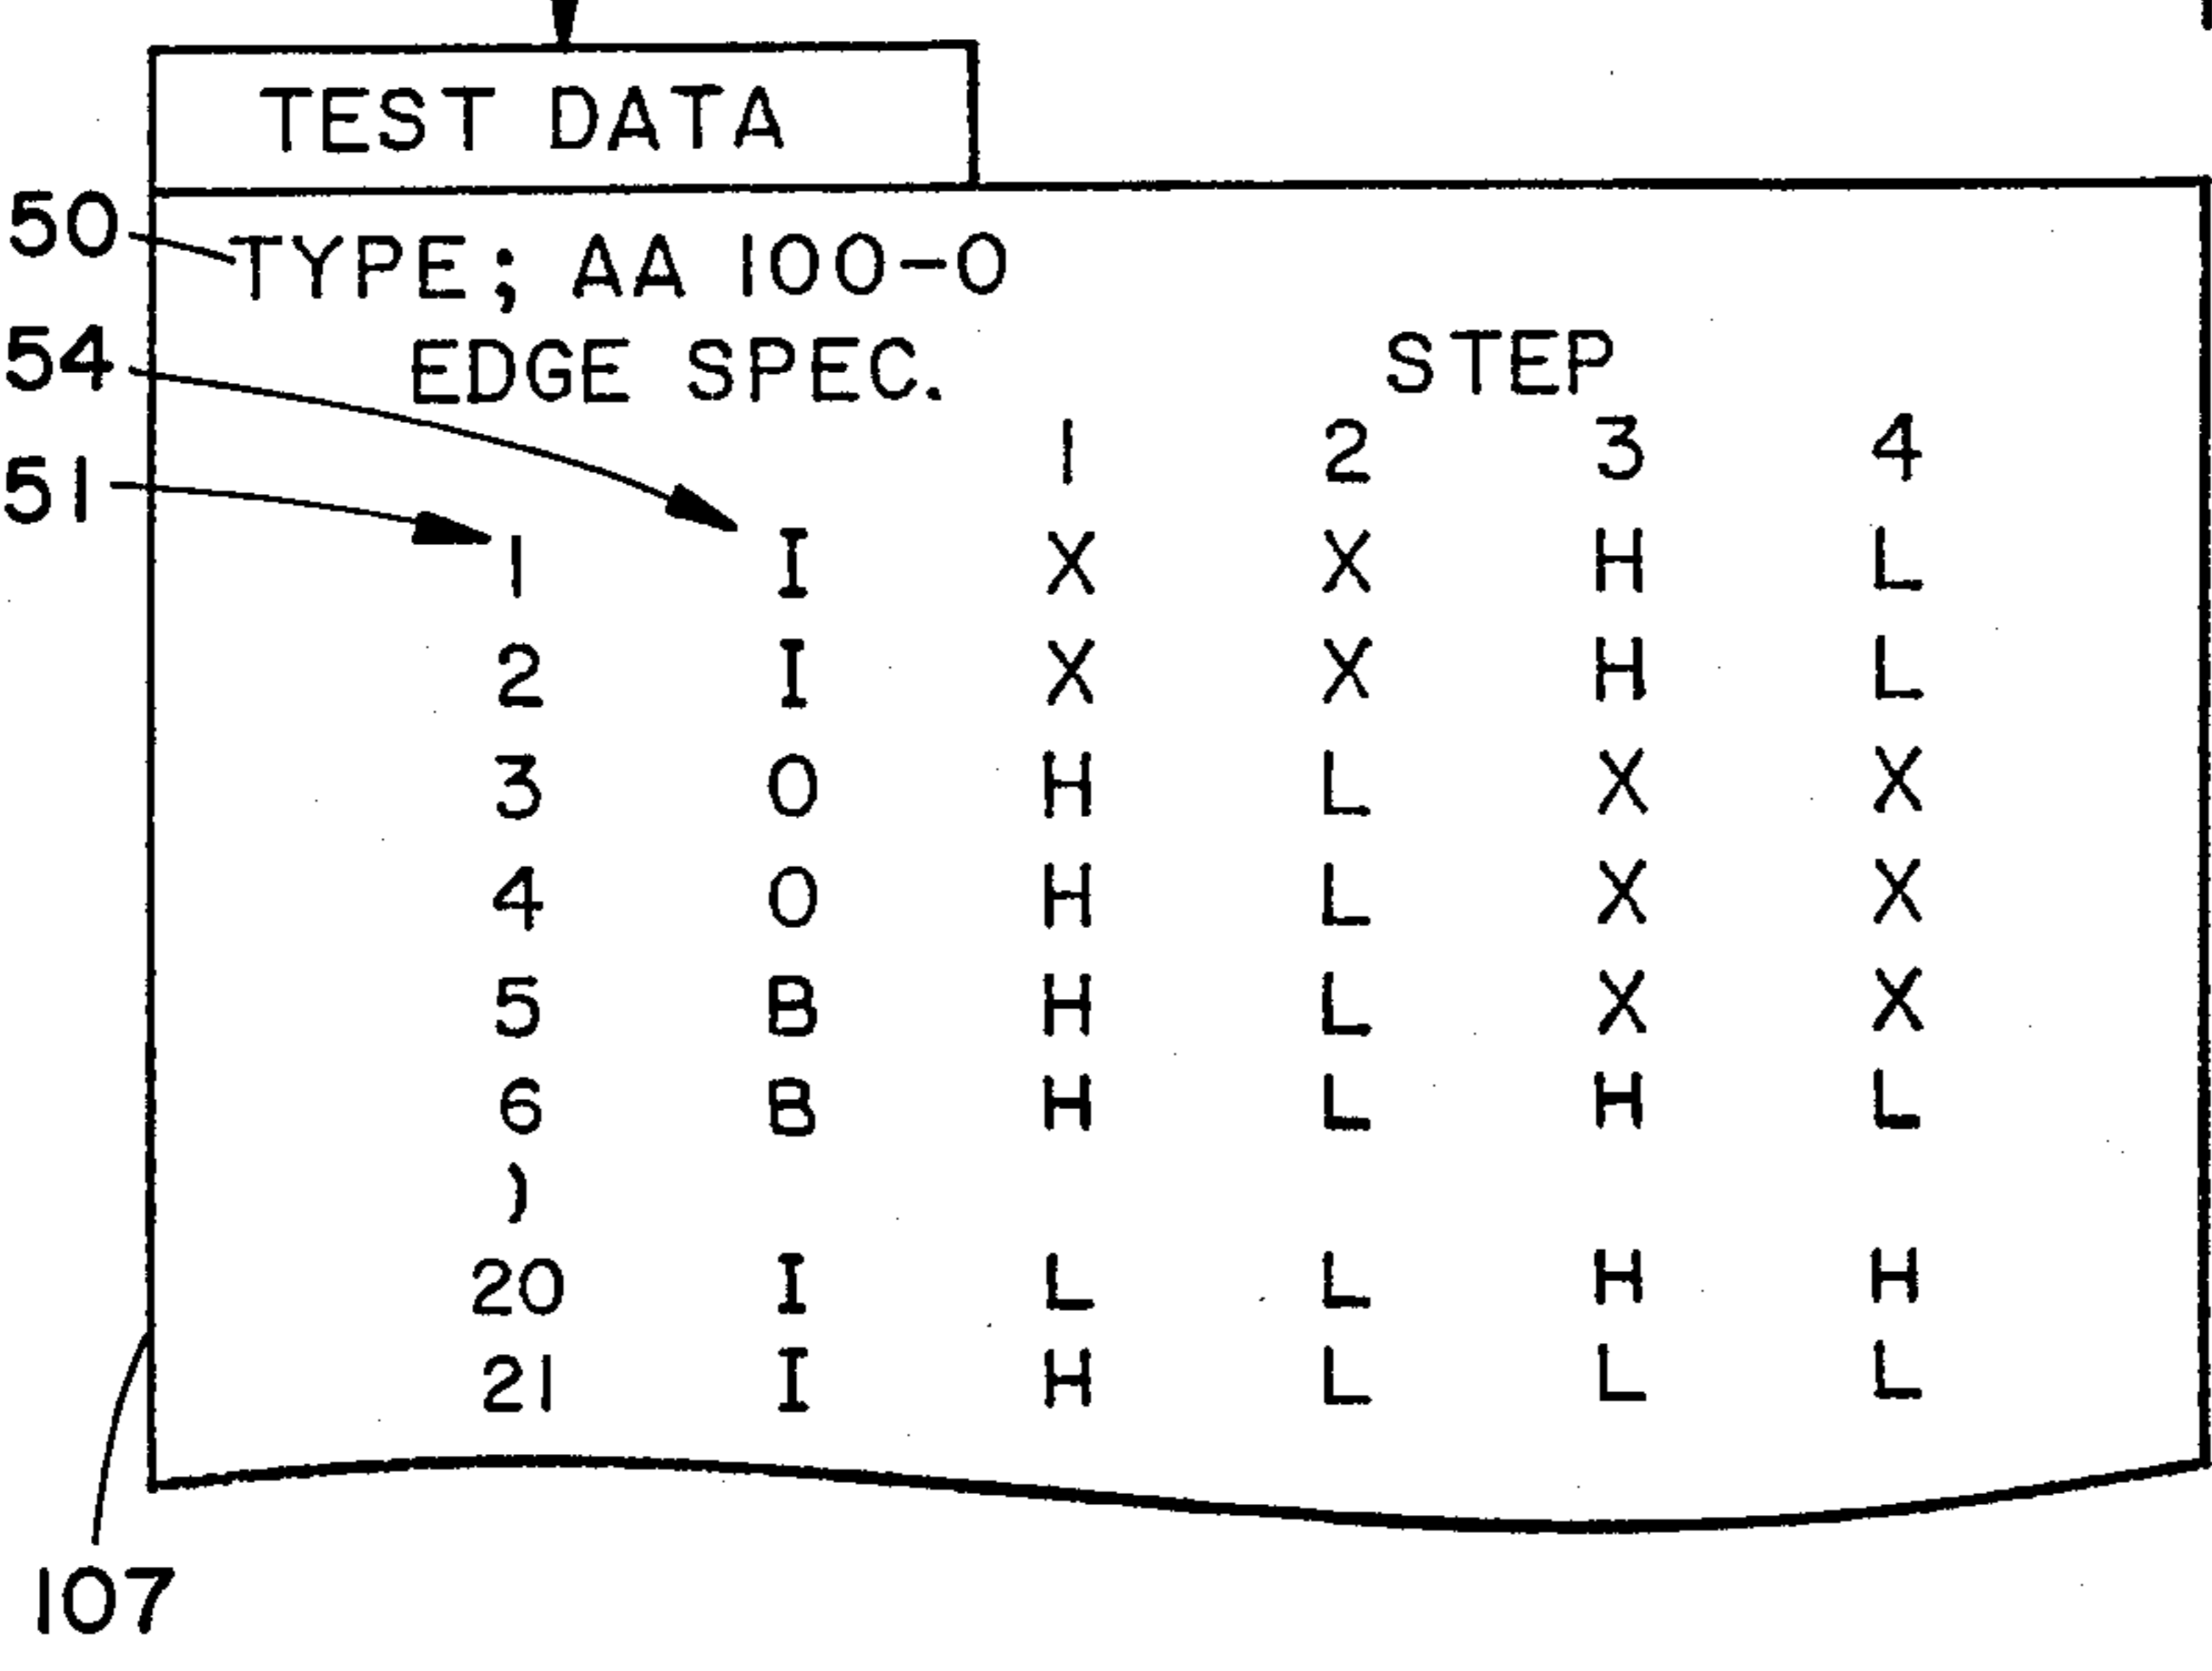 TEST DATA
50 TYPE; AA 100-0
54 EDGE SPEC. STEP
1 2 3 4
51
1 I X X H L
2 I X X H L
3 O H L X X
4 O H L X X
5 B H L X X
6 B H L H L
)
20 I L L H H
21 I H L L L
107